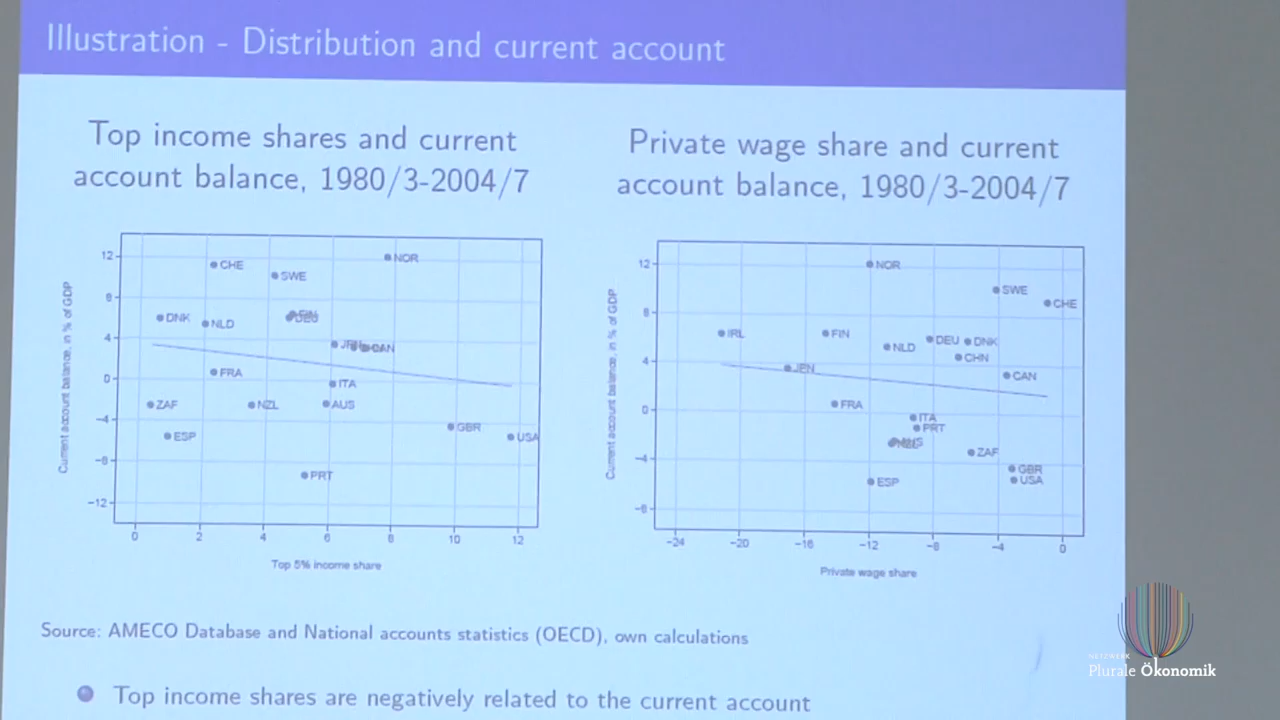 Illustration - Distribution and current account
Top income shares and current
account balance, 1980/3-2004/7
Private wage share and current
account balance, 1980/3-2004/7
Current account balance, in % of GDP
12
8
4
0
-4
-8
-12
CHE
NOR
SWE
DNK
NLD
CAN
FRA
ITA
ZAF
NZL
AUS
ESP
GBR
USA
PRT
0 2 4 6 8 10 12
Top 5% income share
Current account balance, in % of GDP
12
8
4
0
-4
-8
NOR
SWE
CHE
IRL
FIN
NLD
DEU
DNK
CHN
JPN
CAN
FRA
ITA
PRT
ZAF
GBR
ESP
USA
-24 -20 -16 -12 -8 -4 0
Private wage share
Source: AMECO Database and National accounts statistics (OECD), own calculations
Top income shares are negatively related to the current account
NETZWERK
Plurale Ökonomik